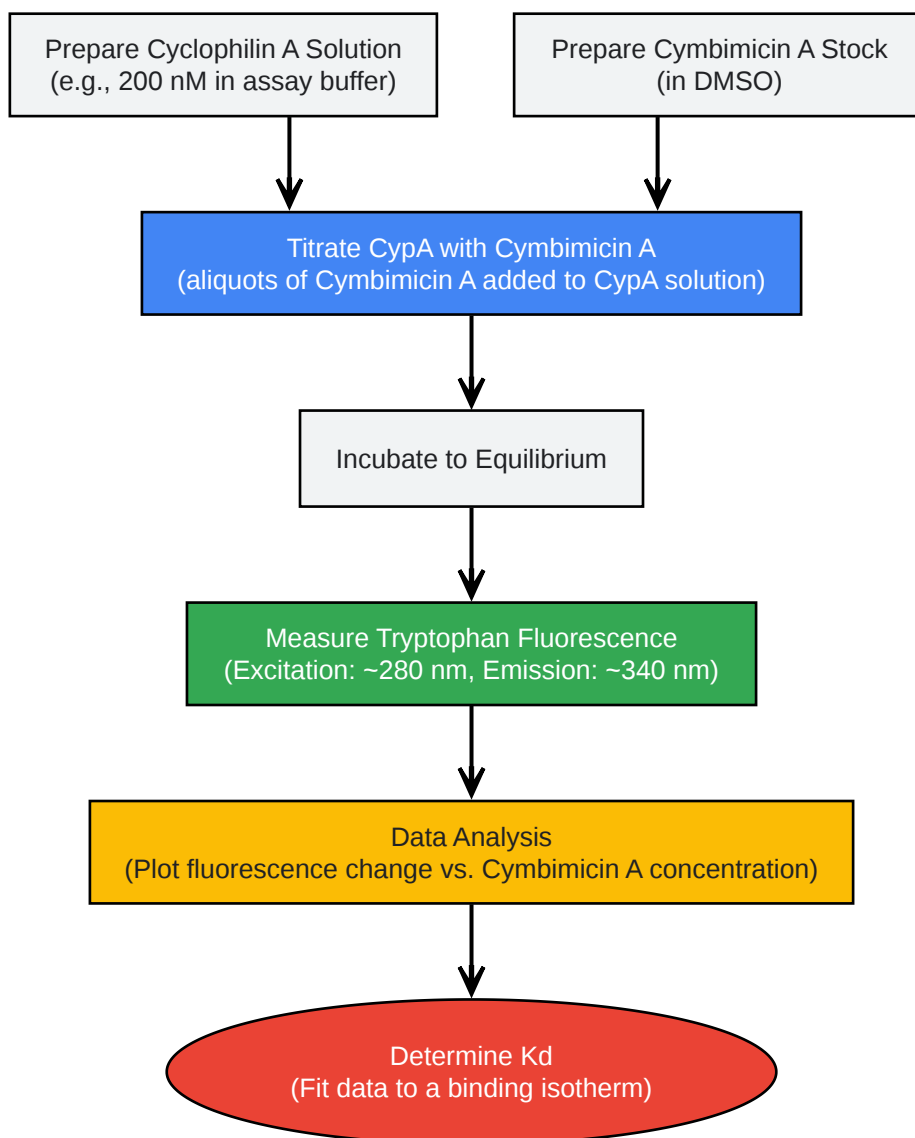 Prepare Cyclophilin A Solution
(e.g., 200 nM in assay buffer)
Prepare Cymbimicin A Stock
(in DMSO)
Titrate CypA with Cymbimicin A
(aliquots of Cymbimicin A added to CypA solution)
Incubate to Equilibrium
Measure Tryptophan Fluorescence
(Excitation: ~280 nm, Emission: ~340 nm)
Data Analysis
(Plot fluorescence change vs. Cymbimicin A concentration)
Determine Kd
(Fit data to a binding isotherm)